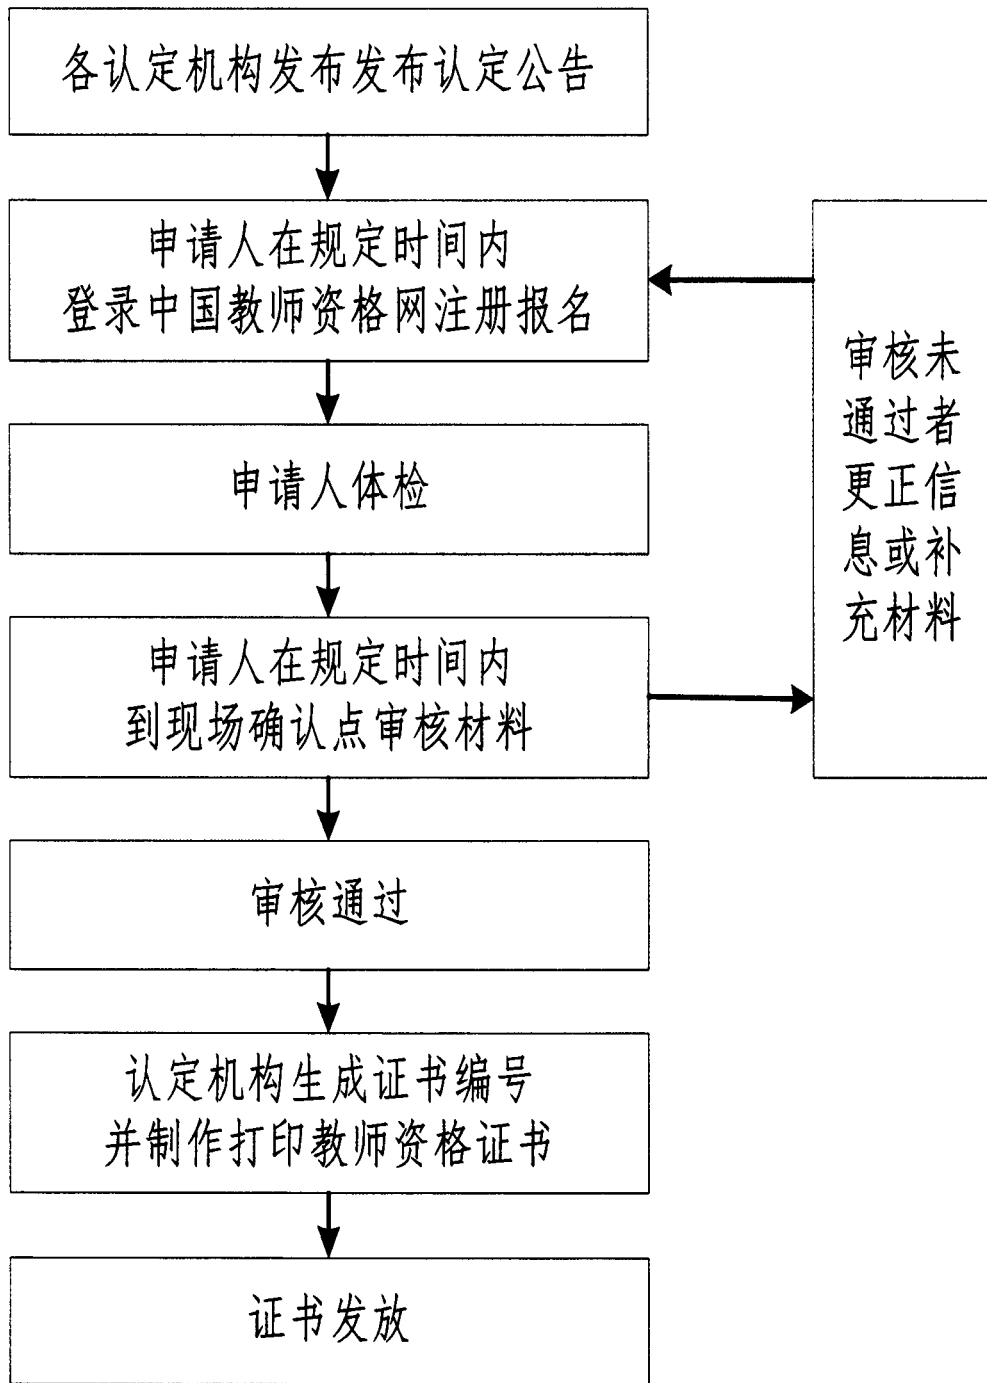 各认定机构发布发布认定公告
申请人在规定时间内
登录中国教师资格网注册报名
申请人体检
申请人在规定时间内
到现场确认点审核材料
审核未
通过者
更正信
息或补
充材料
审核通过
认定机构生成证书编号
并制作打印教师资格证书
证书发放